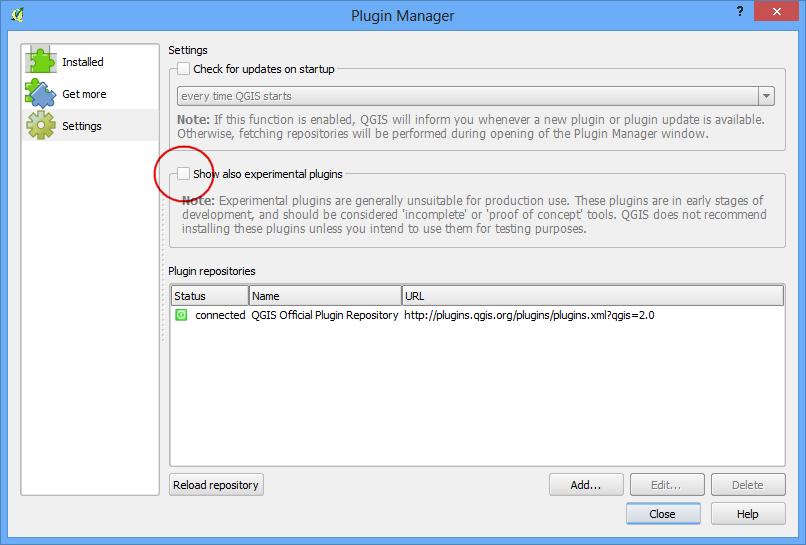 Plugin Manager
?
Installed
Get more
Settings
Settings
Check for updates on startup
every time QGIS starts
Note: If this function is enabled, QGIS will inform you whenever a new plugin or plugin update is available.
Otherwise, fetching repositories will be performed during opening of the Plugin Manager window.
Show also experimental plugins
Note: Experimental plugins are generally unsuitable for production use. These plugins are in early stages of
development, and should be considered 'incomplete' or 'proof of concept' tools. QGIS does not recommend
installing these plugins unless you intend to use them for testing purposes.
Plugin repositories
Status Name URL
connected QGIS Official Plugin Repository http://plugins.qgis.org/plugins/plugins.xml?qgis=2.0
Reload repository Add... Edit... Delete
Close Help